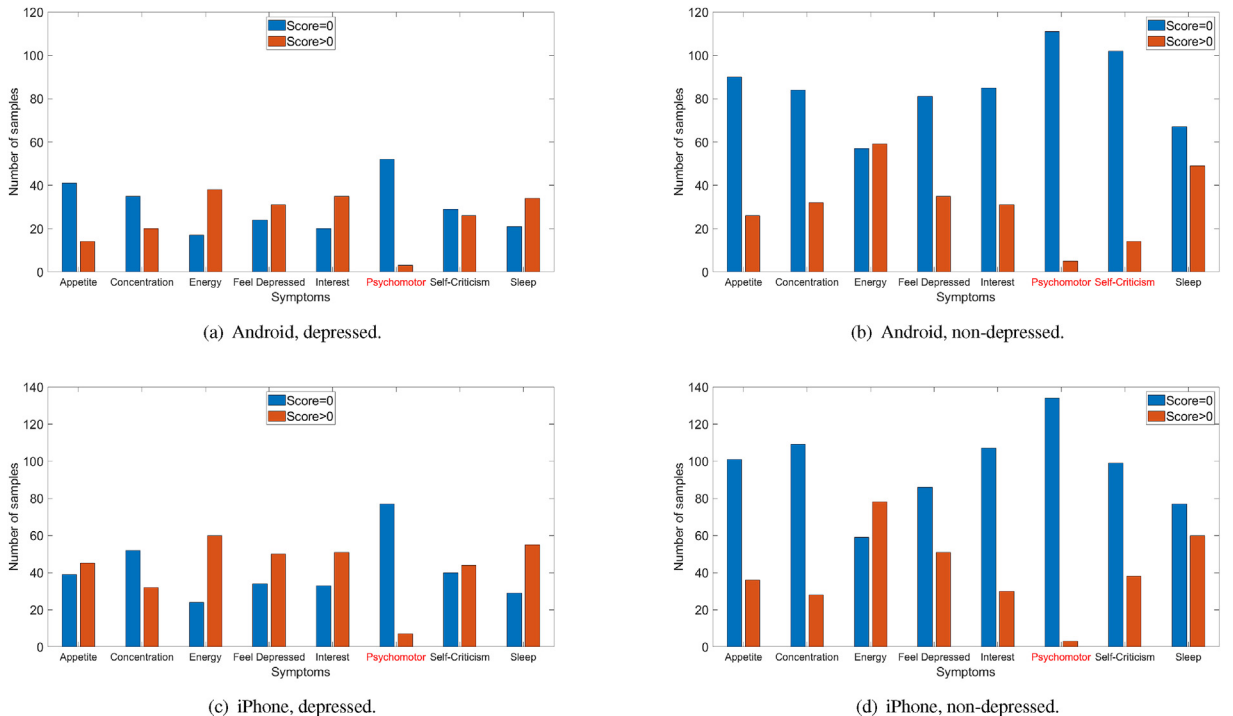 120
100
80
60
40
20
0
Number of samples
Score=0
Score>0
Appetite Concentration Energy Feel Depressed Interest Psychomotor Self-Criticism Sleep
Symptoms
(a) Android, depressed.
120
100
80
60
40
20
0
Number of samples
Score=0
Score>0
Appetite Concentration Energy Feel Depressed Interest Psychomotor Self-Criticism Sleep
Symptoms
(b) Android, non-depressed.
140
120
100
80
60
40
20
0
Number of samples
Score=0
Score>0
Appetite Concentration Energy Feel Depressed Interest Psychomotor Self-Criticism Sleep
Symptoms
(c) iPhone, depressed.
140
120
100
80
60
40
20
0
Number of samples
Score=0
Score>0
Appetite Concentration Energy Feel Depressed Interest Psychomotor Self-Criticism Sleep
Symptoms
(d) iPhone, non-depressed.